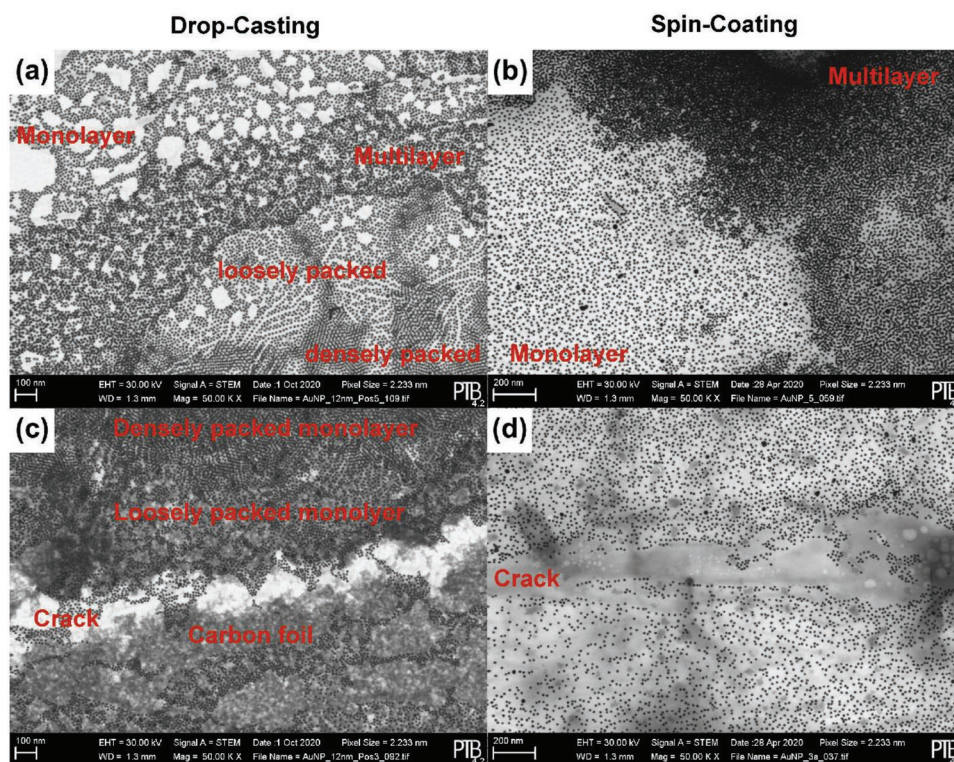 Drop-Casting
Spin-Coating
(a)
Monolayer
Multilayer
loosely packed
densely packed
100 nm
EHT = 30.00 kV Signal A = STEM Date :1 Oct 2020 Pixel Size = 2.233 nm
WD = 1.3 mm Mag = 50.00 K X File Name = AuNP_12nm_Pos5_109.tif
PTB
4.2
(b)
Multilayer
Monolayer
200 nm
EHT = 30.00 kV Signal A = STEM Date :28 Apr 2020 Pixel Size = 2.233 nm
WD = 1.3 mm Mag = 50.00 K X File Name = AuNP_5_059.tif
PTB
(c)
Densely packed monolayer
Loosely packed monolyer
Crack
Carbon foil
100 nm
EHT = 30.00 kV Signal A = STEM Date :1 Oct 2020 Pixel Size = 2.233 nm
WD = 1.3 mm Mag = 50.00 K X File Name = AuNP_12nm_Pos3_092.tif
PTB
(d)
Crack
200 nm
EHT = 30.00 kV Signal A = STEM Date :28 Apr 2020 Pixel Size = 2.233 nm
WD = 1.3 mm Mag = 50.00 K X File Name = AuNP_3a_037.tif
PTB